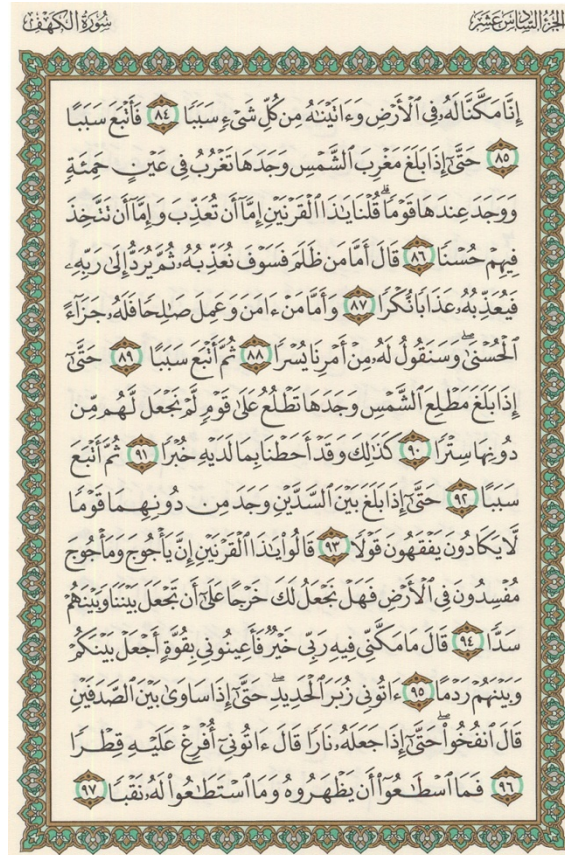 الجزء السادس عشر
سورة الكهف
إِنَّا مَكَّنَّا لَهُۥ فِى ٱلْأَرْضِ وَءَاتَيْنَٰهُ مِن كُلِّ شَىْءٍ سَبَبًا ٨٤ فَأَتْبَعَ سَبَبًا
٨٥ حَتَّىٰٓ إِذَا بَلَغَ مَغْرِبَ ٱلشَّمْسِ وَجَدَهَا تَغْرُبُ فِى عَيْنٍ حَمِئَةٍ
وَوَجَدَ عِندَهَا قَوْمًا ۗ قُلْنَا يَٰذَا ٱلْقَرْنَيْنِ إِمَّآ أَن تُعَذِّبَ وَإِمَّآ أَن تَتَّخِذَ
فِيهِمْ حُسْنًا ٨٦ قَالَ أَمَّا مَن ظَلَمَ فَسَوْفَ نُعَذِّبُهُۥ ثُمَّ يُرَدُّ إِلَىٰ رَبِّهِۦ
فَيُعَذِّبُهُۥ عَذَابًا نُّكْرًا ٨٧ وَأَمَّا مَنْ ءَامَنَ وَعَمِلَ صَٰلِحًا فَلَهُۥ جَزَآءً
ٱلْحُسْنَىٰ ۖ وَسَنَقُولُ لَهُۥ مِنْ أَمْرِنَا يُسْرًا ٨٨ ثُمَّ أَتْبَعَ سَبَبًا ٨٩ حَتَّىٰٓ
إِذَا بَلَغَ مَطْلِعَ ٱلشَّمْسِ وَجَدَهَا تَطْلُعُ عَلَىٰ قَوْمٍ لَّمْ نَجْعَل لَّهُم مِّن
دُونِهَا سِتْرًا ٩٠ كَذَٰلِكَ وَقَدْ أَحَطْنَا بِمَا لَدَيْهِ خُبْرًا ٩١ ثُمَّ أَتْبَعَ
سَبَبًا ٩٢ حَتَّىٰٓ إِذَا بَلَغَ بَيْنَ ٱلسَّدَّيْنِ وَجَدَ مِن دُونِهِمَا قَوْمًا
لَّا يَكَادُونَ يَفْقَهُونَ قَوْلًا ٩٣ قَالُوا۟ يَٰذَا ٱلْقَرْنَيْنِ إِنَّ يَأْجُوجَ وَمَأْجُوجَ
مُفْسِدُونَ فِى ٱلْأَرْضِ فَهَلْ نَجْعَلُ لَكَ خَرْجًا عَلَىٰٓ أَن تَجْعَلَ بَيْنَنَا وَبَيْنَهُمْ
سَدًّا ٩٤ قَالَ مَا مَكَّنِّى فِيهِ رَبِّى خَيْرٌ فَأَعِينُونِى بِقُوَّةٍ أَجْعَلْ بَيْنَكُمْ
وَبَيْنَهُمْ رَدْمًا ٩٥ ءَاتُونِى زُبَرَ ٱلْحَدِيدِ ۖ حَتَّىٰٓ إِذَا سَاوَىٰ بَيْنَ ٱلصَّدَفَيْنِ
قَالَ ٱنفُخُوا۟ ۖ حَتَّىٰٓ إِذَا جَعَلَهُۥ نَارًا قَالَ ءَاتُونِىٓ أُفْرِغْ عَلَيْهِ قِطْرًا
٩٦ فَمَا ٱسْطَٰعُوٓا۟ أَن يَظْهَرُوهُ وَمَا ٱسْتَطَٰعُوا۟ لَهُۥ نَقْبًا ٩٧